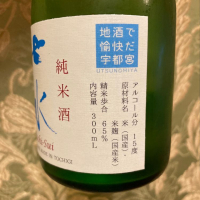 地酒で
愉快だ
宇都宮
UTSUNOMIYA
純米酒
水
Sui
アルコール分 15度
原材料名 米（国産）、
米麹（国産米）
精米歩合 65%
内容量 300mL